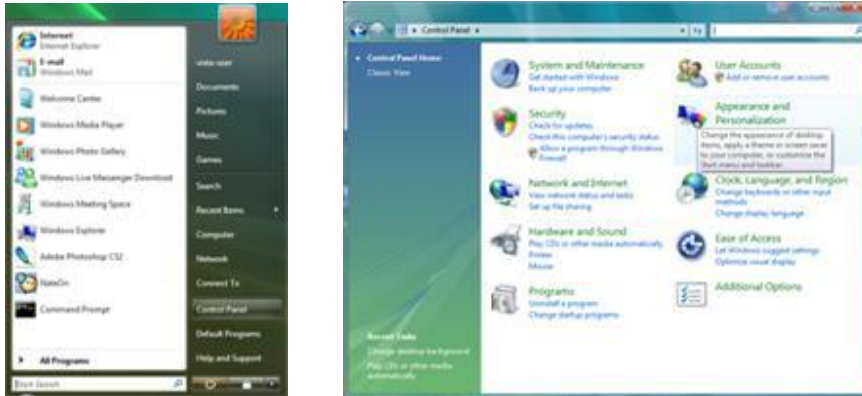 Internet
Internet Explorer
E-mail
Windows Mail
Welcome Center
Windows Media Player
Windows Photo Gallery
Windows Live Messenger Download
Windows Meeting Space
Windows Explorer
Adobe Photoshop CS2
NateOn
Command Prompt
All Programs
Start Search
vista user
Documents
Pictures
Music
Games
Search
Recent Items
Computer
Network
Connect To
Control Panel
Default Programs
Help and Support
Control Panel
Control Panel Home
Classic View
Recent Tasks
Change desktop background
Play CDs or other media
automatically
System and Maintenance
Get started with Windows
Back up your computer
Security
Check for updates
Check this computer's security status
Allow a program through Windows
Firewall
Network and Internet
View network status and tasks
Set up file sharing
Hardware and Sound
Play CDs or other media automatically
Printer
Mouse
Programs
Uninstall a program
Change startup programs
User Accounts
Add or remove user accounts
Appearance and
Personalization
Change the appearance of desktop
items, apply a theme or screen saver
to your computer, or customize the
Start menu and taskbar.
Clock, Language, and Region
Change keyboards or other input
methods
Change display language
Ease of Access
Let Windows suggest settings
Optimize visual display
Additional Options